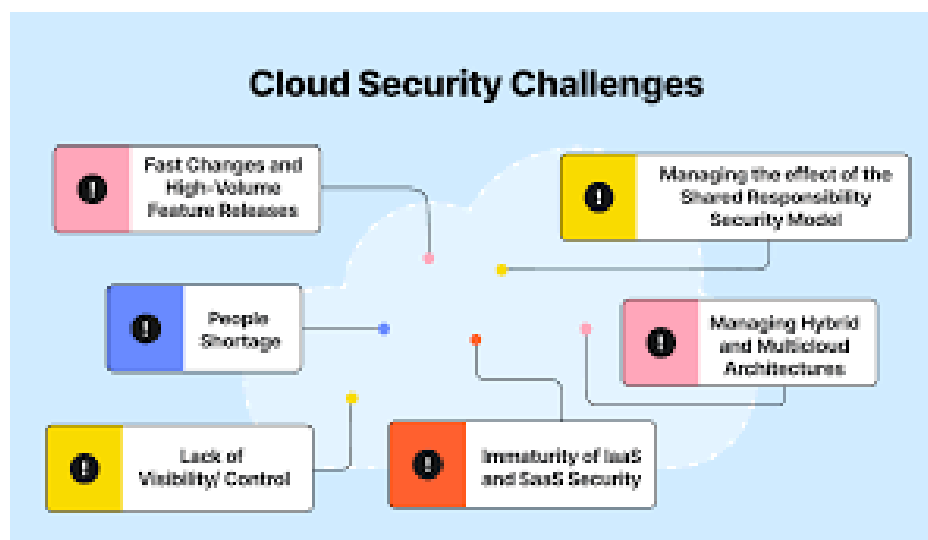 Cloud Security Challenges
Fast Changes and
High-Volume
Feature Releases
Managing the effect of the
Shared Responsibility
Security Model
People
Shortage
Managing Hybrid
and Multicloud
Architectures
Lack of
Visibility/ Control
Immaturity of IaaS
and SaaS Security